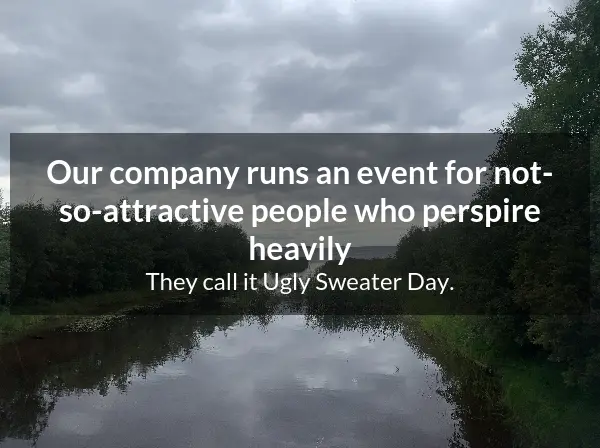 Our company runs an event for not-
so-attractive people who perspire
heavily
They call it Ugly Sweater Day.